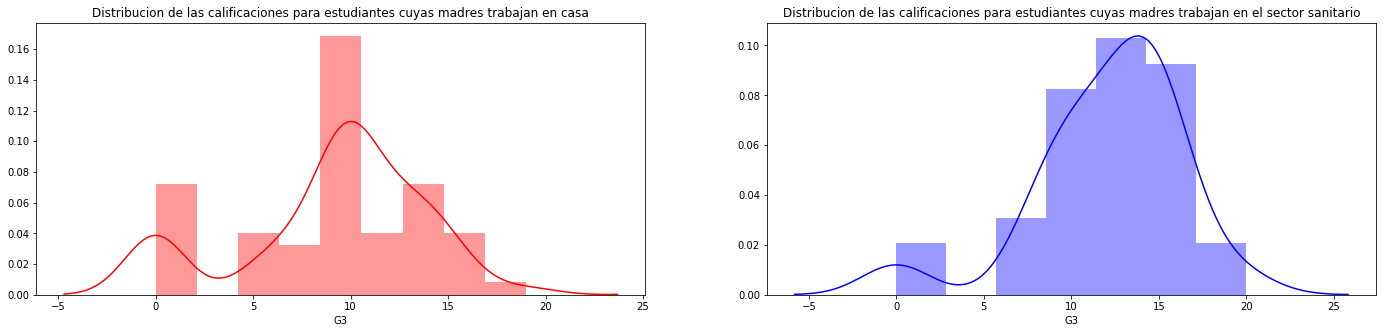 Distribucion de las calificaciones para estudiantes cuyas madres trabajan en casa
0.16
0.14
0.12
0.10
0.08
0.06
0.04
0.02
0.00
−5 0 5 10 15 20 25
G3
Distribucion de las calificaciones para estudiantes cuyas madres trabajan en el sector sanitario
0.10
0.08
0.06
0.04
0.02
0.00
−5 0 5 10 15 20 25
G3